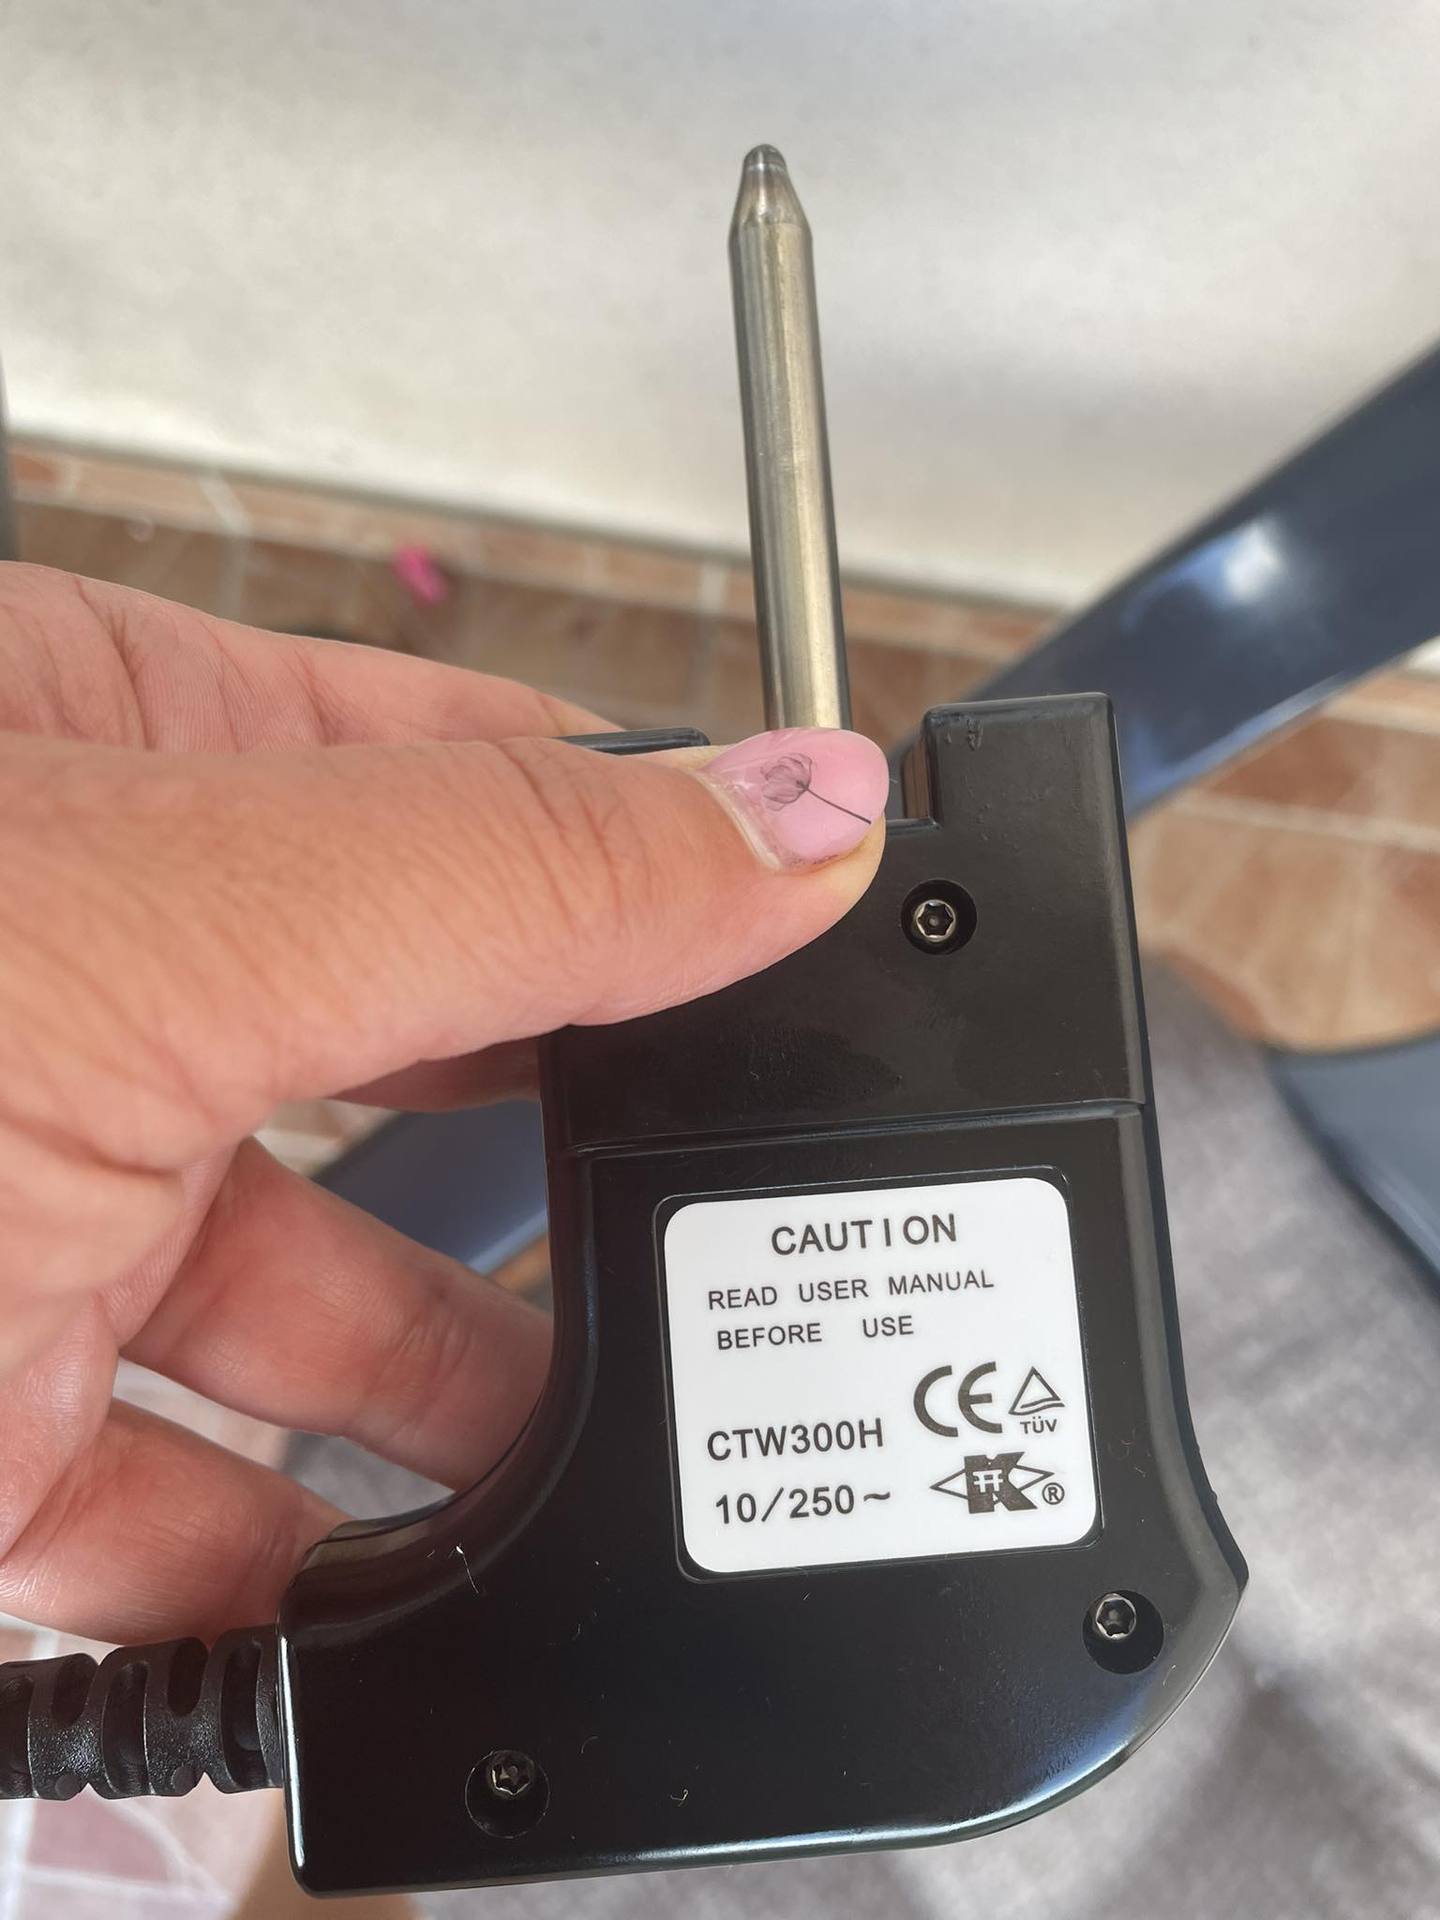 CAUTION
READ USER MANUAL
BEFORE USE
CE
TÜV
CTW300H
K ®
10/250~